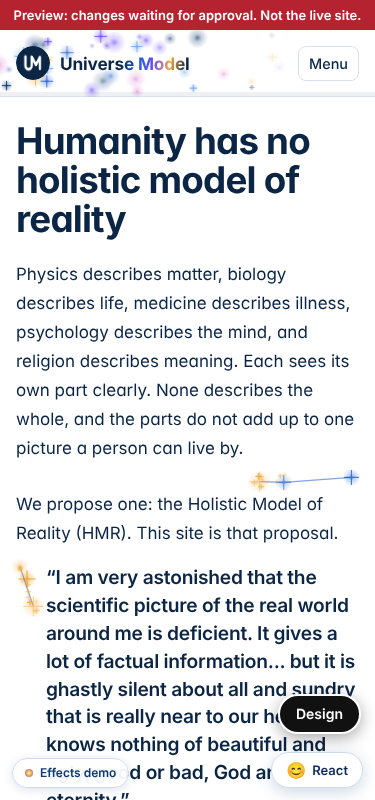 Preview: changes waiting for approval. Not the live site.
UM Universe Model
Menu
Humanity has no
holistic model of
reality
Physics describes matter, biology
describes life, medicine describes illness,
psychology describes the mind, and
religion describes meaning. Each sees its
own part clearly. None describes the
whole, and the parts do not add up to one
picture a person can live by.
We propose one: the Holistic Model of
Reality (HMR). This site is that proposal.
“I am very astonished that the
scientific picture of the real world
around me is deficient. It gives a
lot of factual information... but it is
ghastly silent about all and sundry
that is really near to our
Design
knows nothing of beautiful and
Effects demo
d or bad, God
React
eternity.”